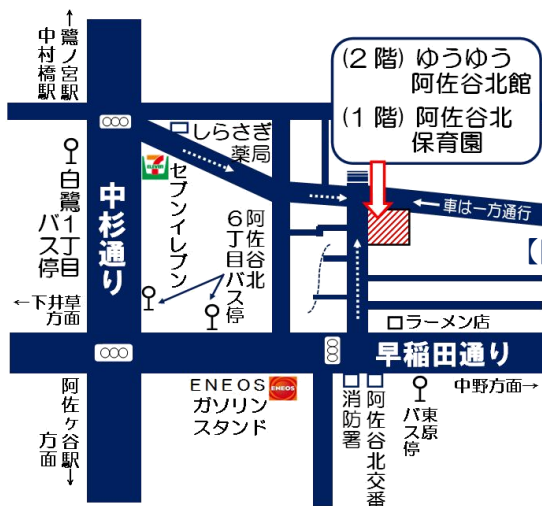 ←鷺ノ宮駅
中村橋駅
(2階) ゆうゆう
阿佐谷北館
(1階) 阿佐谷北
保育園
しらさぎ
薬局
7
ELEVEN
セブンイレブン
白鷺1丁目
バス停
中杉通り
阿佐谷北
6丁目バス停
←車は一方通行
←下井草
方面
ラーメン店
早稲田通り
中野方面→
ENEOS
ガソリン
スタンド
ENEOS
消防署
阿佐谷北交番
東原
バス停
阿佐ヶ谷駅→
方面